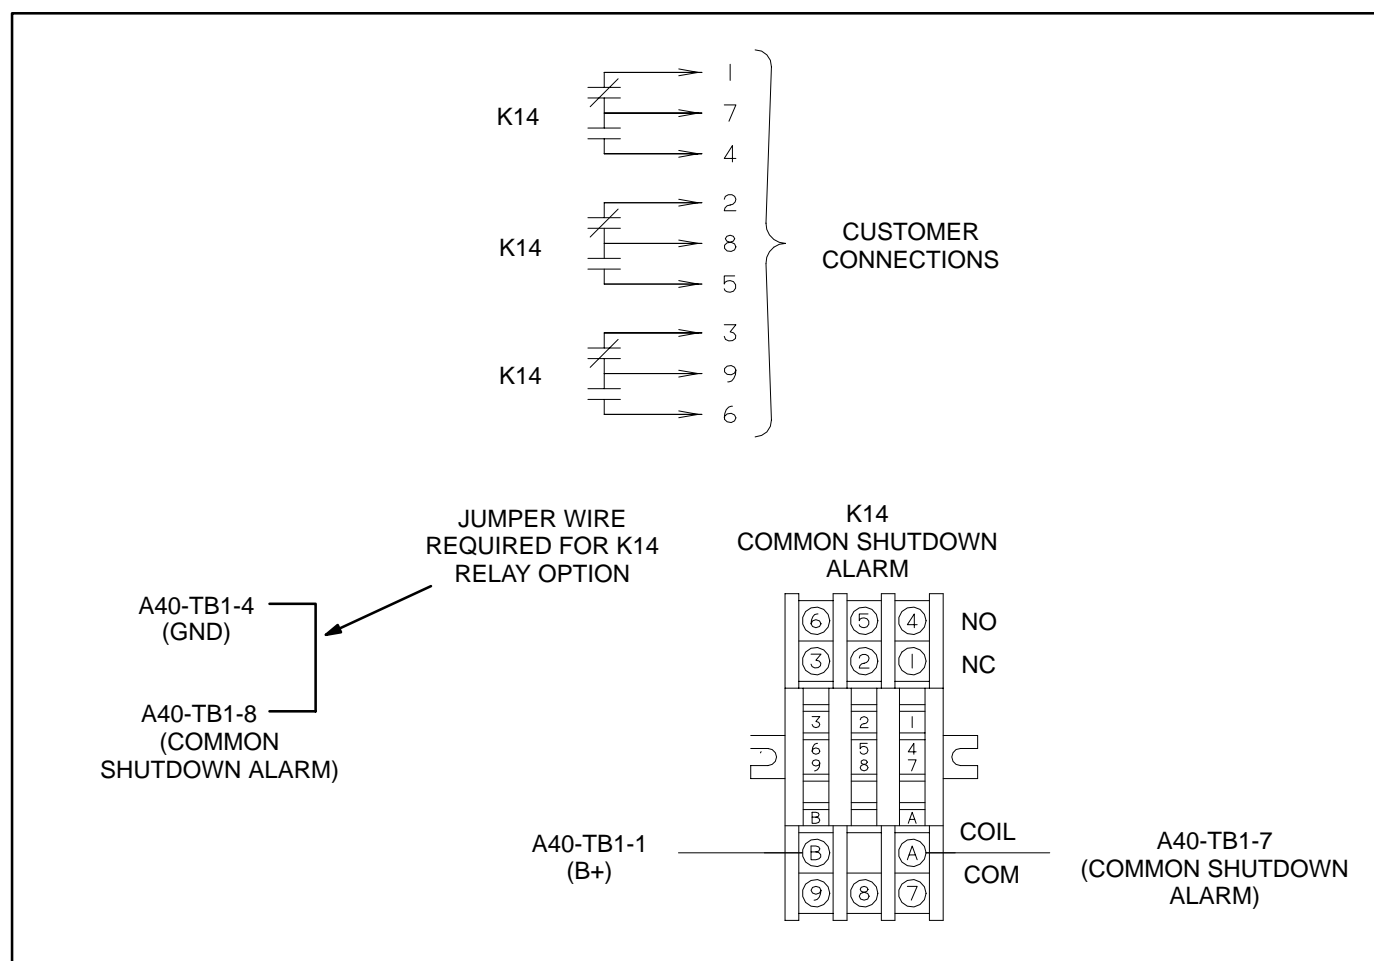 K14
1
7
4
K14
2
8
5
K14
3
9
6
CUSTOMER
CONNECTIONS
JUMPER WIRE
REQUIRED FOR K14
RELAY OPTION
A40-TB1-4
(GND)
A40-TB1-8
(COMMON
SHUTDOWN ALARM)
K14
COMMON SHUTDOWN
ALARM
6 5 4 NO
3 2 1 NC
3 2 1
6 5 4
9 8 7
B A
COIL
B A
COM
9 8 7
A40-TB1-1
(B+)
A40-TB1-7
(COMMON SHUTDOWN
ALARM)